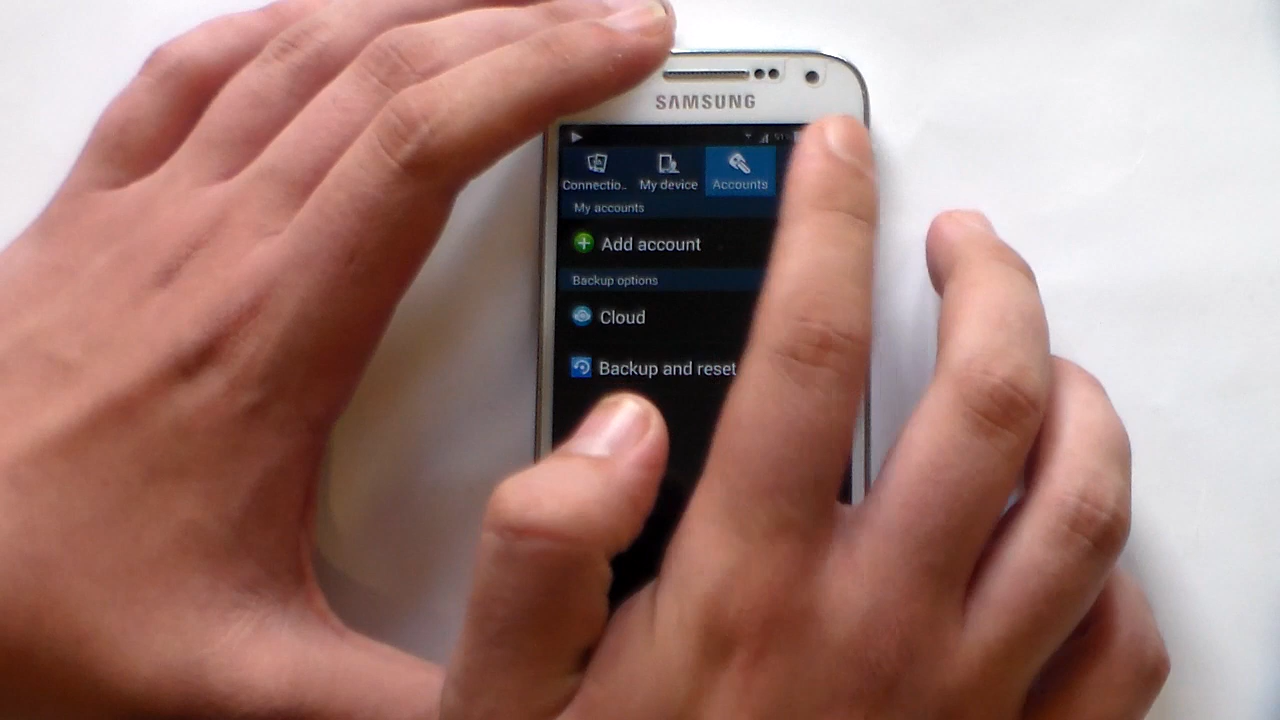 SAMSUNG
Connectio.. My device Accounts
My accounts
Add account
Backup options
Cloud
Backup and reset